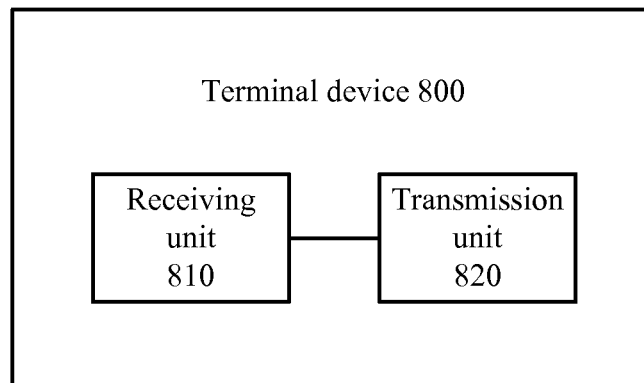 Terminal device 800
Receiving
unit
810
Transmission
unit
820